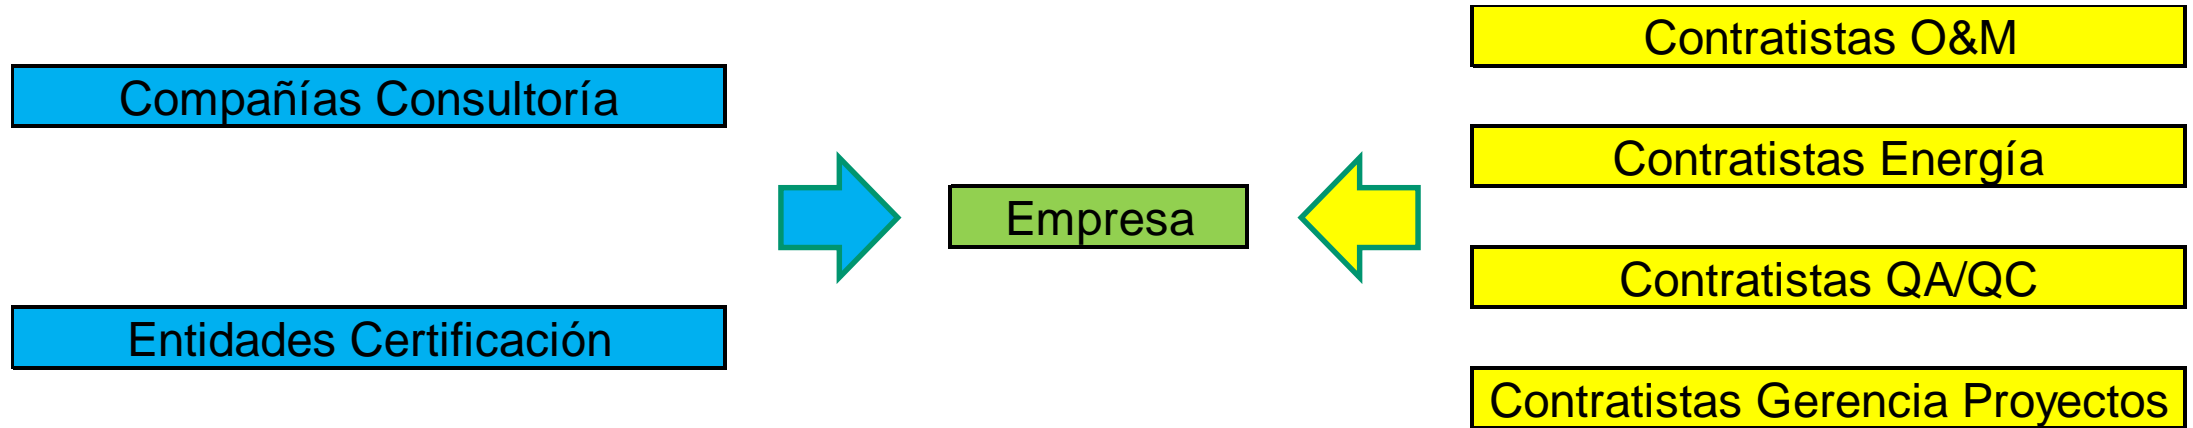 Compañías Consultoría
Entidades Certificación
Empresa
Contratistas O&M
Contratistas Energía
Contratistas QA/QC
Contratistas Gerencia Proyectos